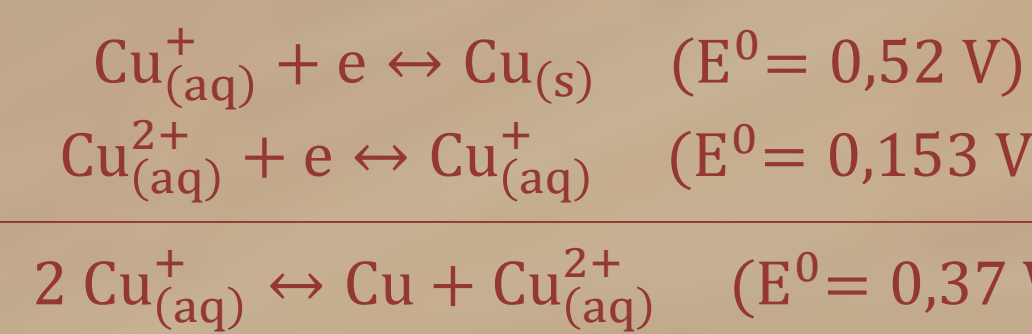 Cu⁺₍aq₎ + e ↔ Cu₍s₎ (E⁰= 0,52 V)
Cu²⁺₍aq₎ + e ↔ Cu⁺₍aq₎ (E⁰= 0,153 V
2 Cu⁺₍aq₎ ↔ Cu + Cu²⁺₍aq₎ (E⁰= 0,37 V